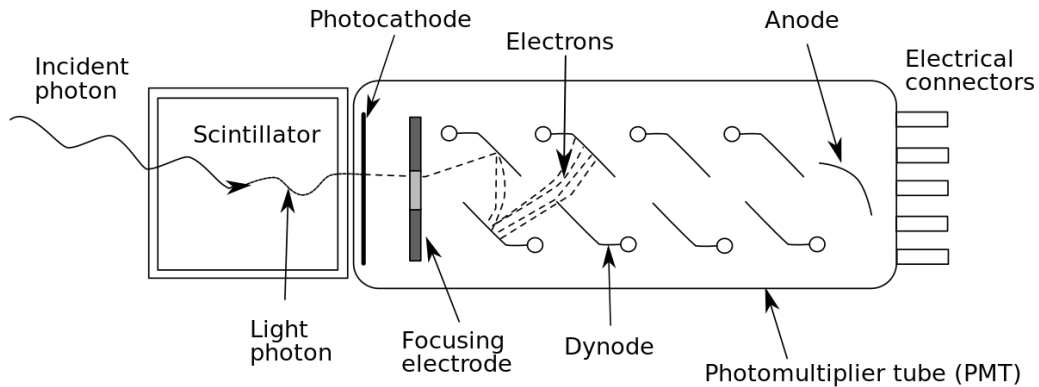 Photocathode
Anode
Electrons
Incident
photon
Electrical
connectors
Scintillator
Light
photon
Focusing
electrode
Dynode
Photomultiplier tube (PMT)